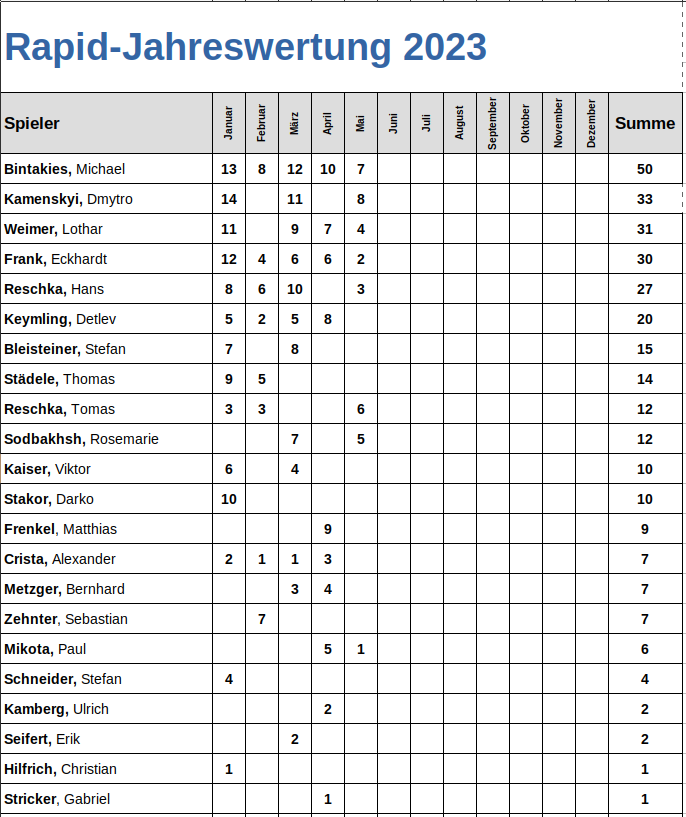 Rapid-Jahreswertung 2023
Spieler Januar Februar März April Mai Juni Juli August September Oktober November Dezember Summe
Bintakies, Michael 13 8 12 10 7 50
Kamenskyi, Dmytro 14 11 8 33
Weimer, Lothar 11 9 7 4 31
Frank, Eckhardt 12 4 6 6 2 30
Reschka, Hans 8 6 10 3 27
Keymling, Detlev 5 2 5 8 20
Bleisteiner, Stefan 7 8 15
Städele, Thomas 9 5 14
Reschka, Tomas 3 3 6 12
Sodbakhsh, Rosemarie 7 5 12
Kaiser, Viktor 6 4 10
Stakor, Darko 10 10
Frenkel, Matthias 9 9
Crista, Alexander 2 1 1 3 7
Metzger, Bernhard 3 4 7
Zehnter, Sebastian 7 7
Mikota, Paul 5 1 6
Schneider, Stefan 4 4
Kamberg, Ulrich 2 2
Seifert, Erik 2 2
Hilfrich, Christian 1 1
Stricker, Gabriel 1 1